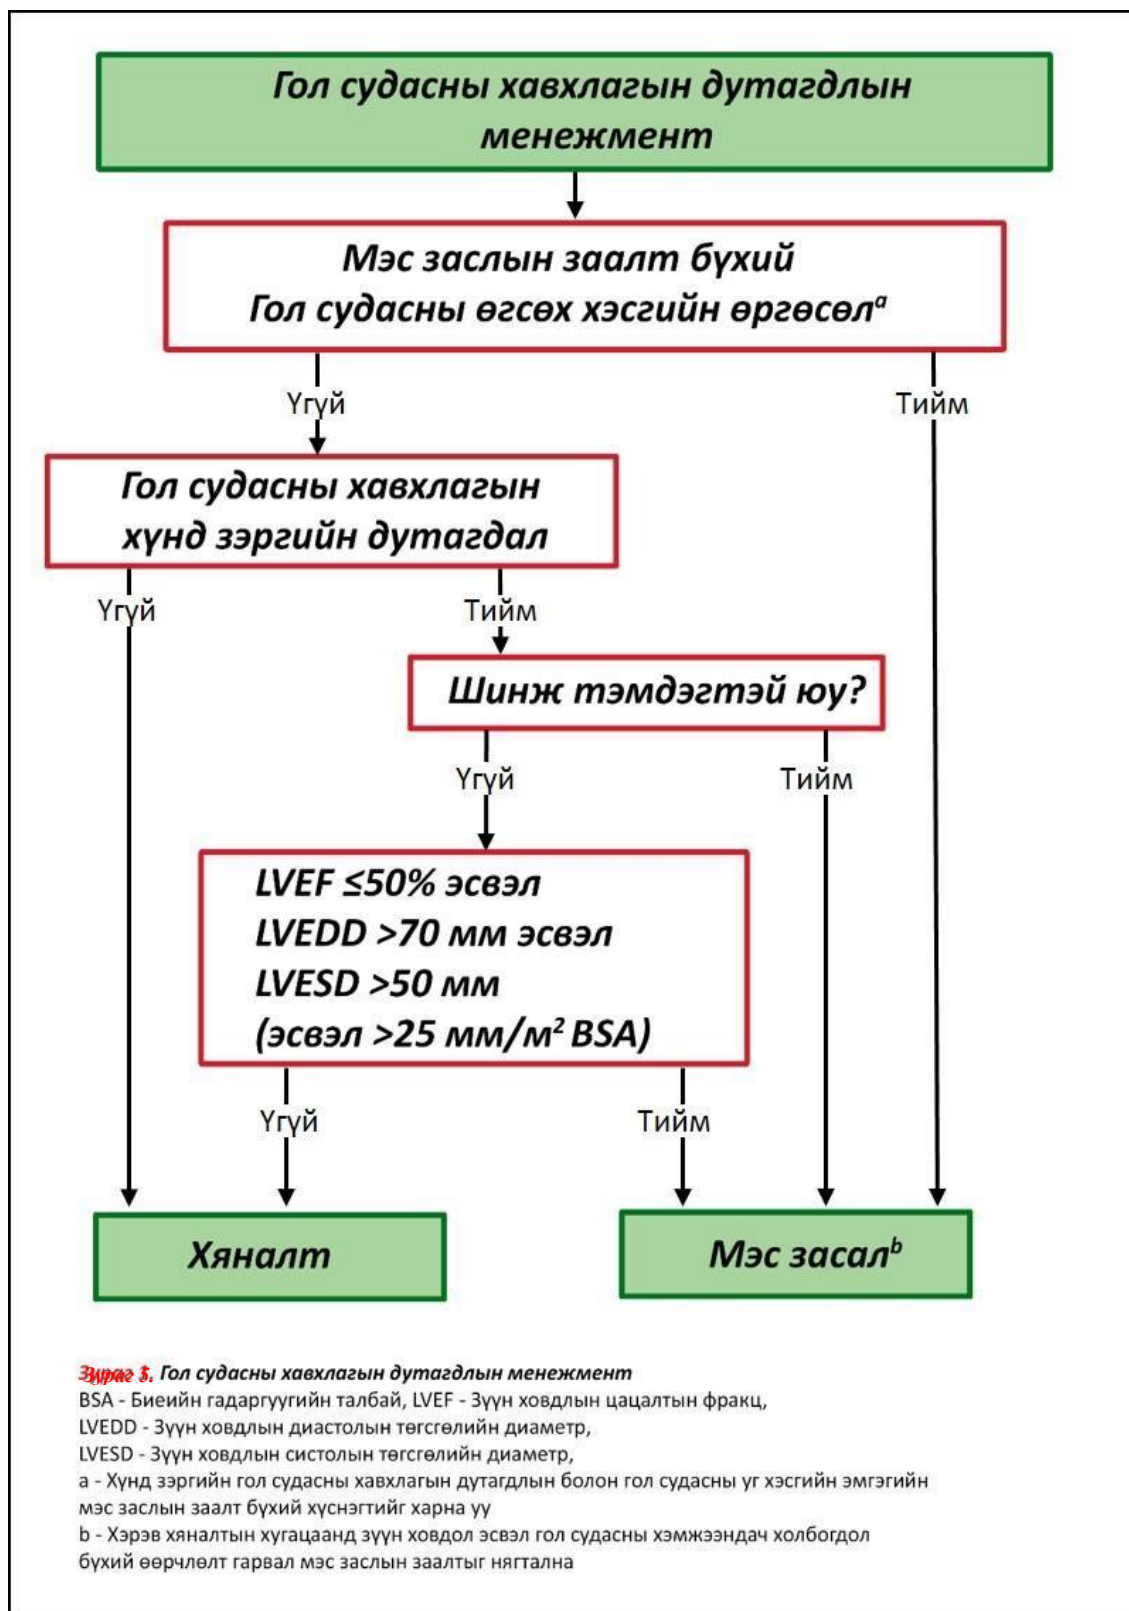 Гол судасны хавхлагын дутагдлын
менежмент
Мэс заслын заалт бүхий
Гол судасны өгсөх хэсгийн өргөсөлᵃ
Үгүй
Тийм
Гол судасны хавхлагын
хүнд зэргийн дутагдал
Үгүй
Тийм
Шинж тэмдэгтэй юу?
Үгүй
Тийм
LVEF ≤50% эсвэл
LVEDD >70 мм эсвэл
LVESD >50 мм
(эсвэл >25 мм/м² BSA)
Үгүй
Тийм
Хяналт
Мэс засалᵇ
Гол судасны хавхлагын дутагдлын менежмент
BSA - Биеийн гадаргуугийн талбай, LVEF - Зүүн ховдлын цацалтын фракц,
LVEDD - Зүүн ховдлын диастолын төгсгөлийн диаметр,
LVESD - Зүүн ховдлын систолын төгсгөлийн диаметр,
a - Хүнд зэргийн гол судасны хавхлагын дутагдлын болон гол судасны уг хэсгийн эмгэгийн
мэс заслын заалт бүхий хүснэгтийг харна уу
b - Хэрэв хяналтын хугацаанд зүүн ховдол эсвэл гол судасны хэмжээндач холбогдол
бүхий өөрчлөлт гарвал мэс заслын заалтыг нягтална